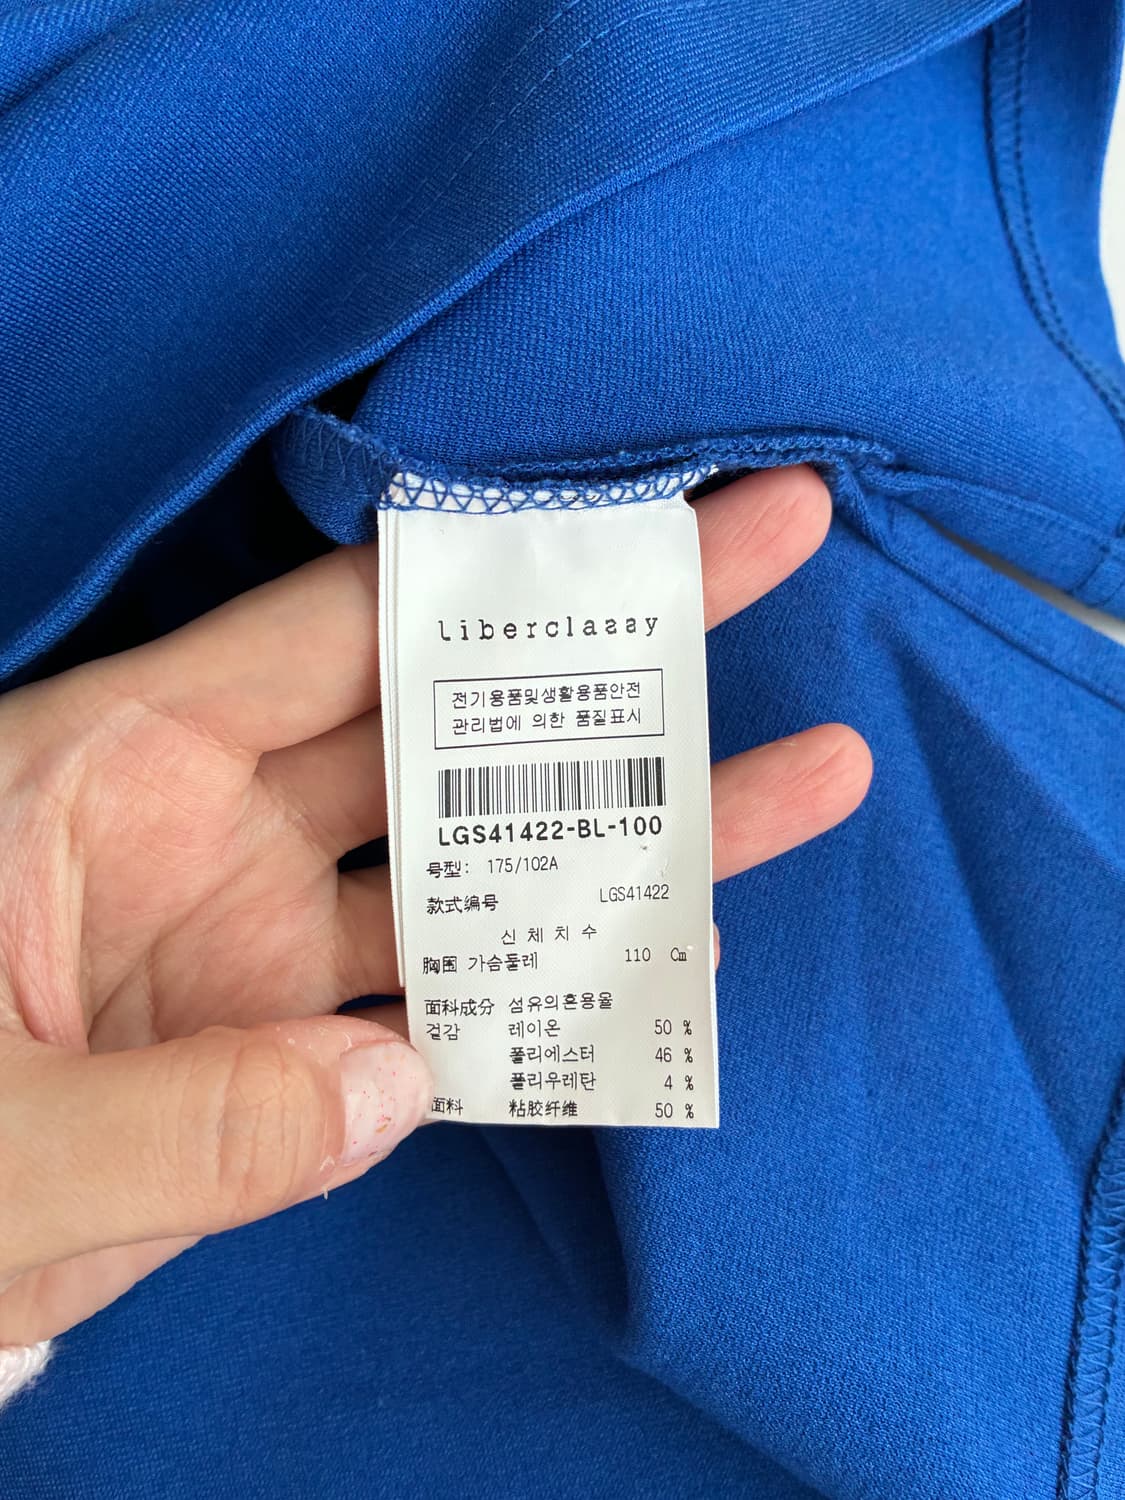 liberclassy
전기용품및생활용품안전
관리법에 의한 품질표시
LGS41422-BL-100
号型: 175/102A
款式编号 LGS41422
신 체 치 수
胸围 가슴둘레 110 Cm
面料成分 섬유의혼용율
겉감 레이온 50 %
폴리에스터 46 %
폴리우레탄 4 %
面料 粘胶纤维 50 %